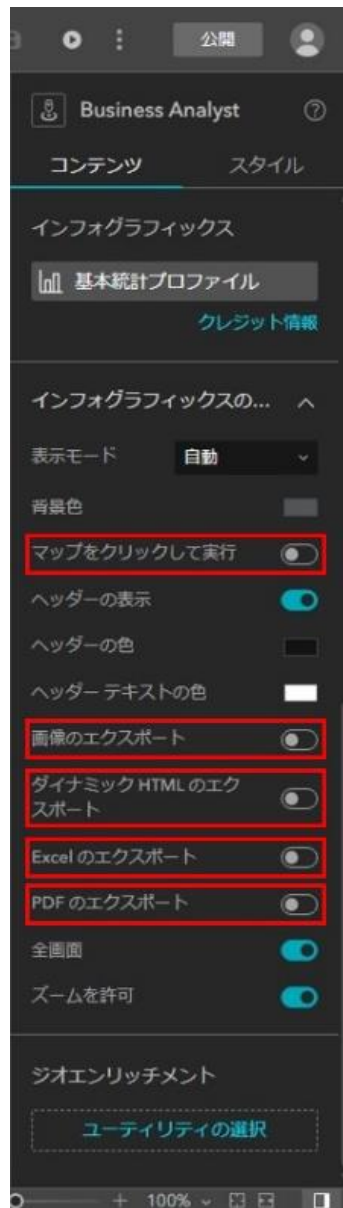 公開
Business Analyst
コンテンツ スタイル
インフォグラフィックス
基本統計プロファイル
クレジット情報
インフォグラフィックスの...
表示モード 自動
背景色
マップをクリックして実行
ヘッダーの表示
ヘッダーの色
ヘッダー テキストの色
画像のエクスポート
ダイナミック HTML のエク
スポート
Excel のエクスポート
PDF のエクスポート
全画面
ズームを許可
ジオエンリッチメント
ユーティリティの選択
100%